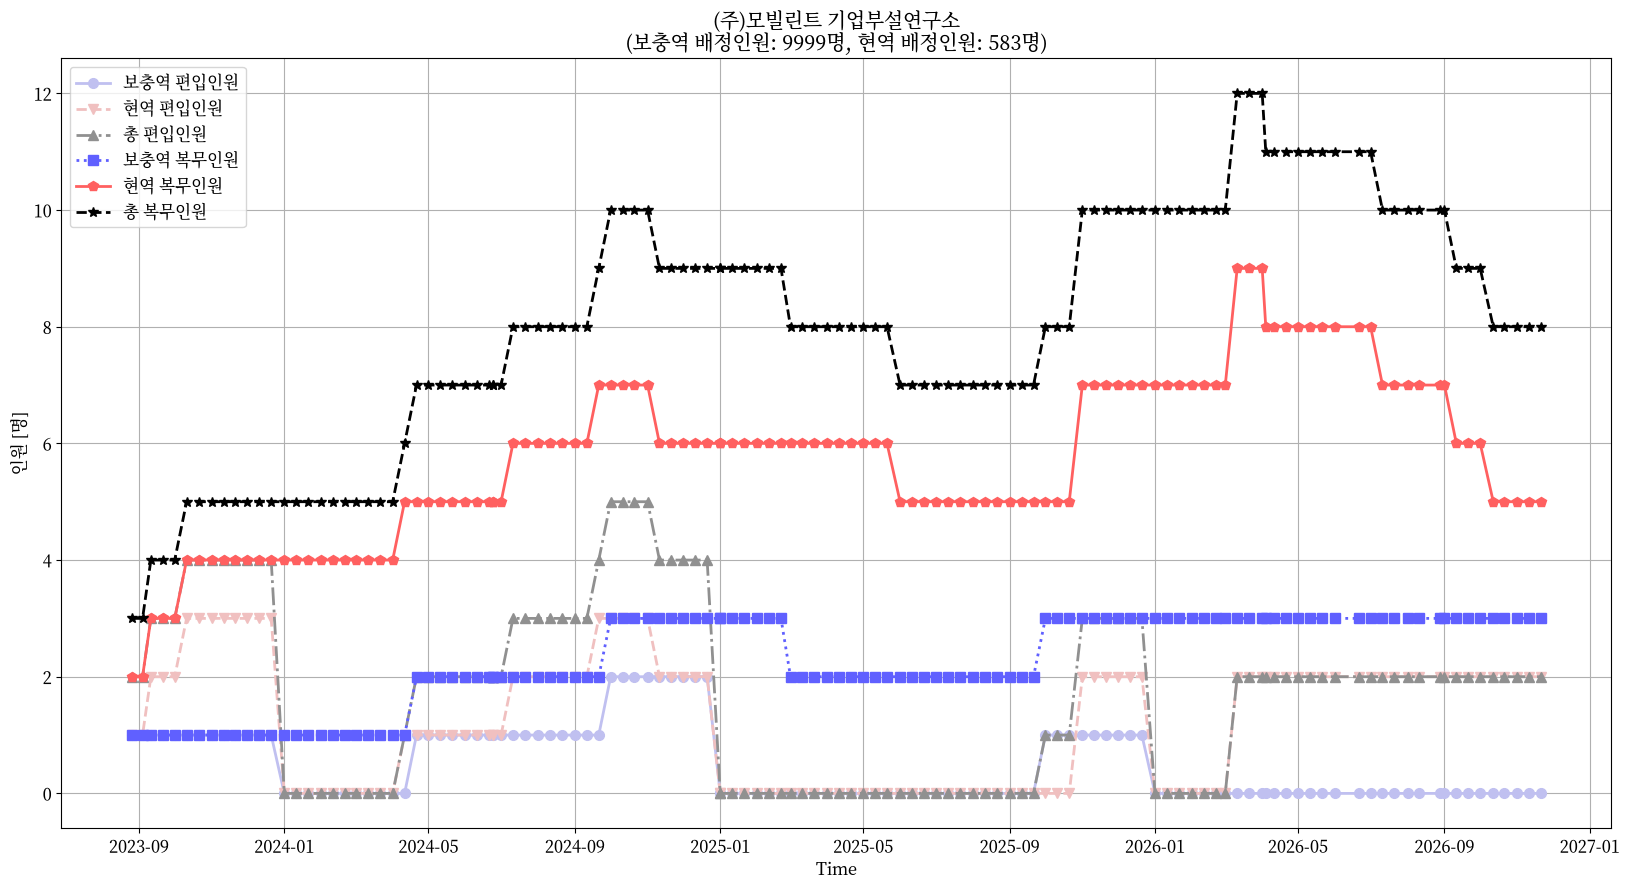 (주)모빌린트 기업부설연구소
(보충역 배정인원: 9999명, 현역 배정인원: 583명)
보충역 편입인원
현역 편입인원
총 편입인원
보충역 복무인원
현역 복무인원
총 복무인원
인원 [명]
12
10
8
6
4
2
0
2023-09 2024-01 2024-05 2024-09 2025-01 2025-05 2025-09 2026-01 2026-05 2026-09 2027-01
Time